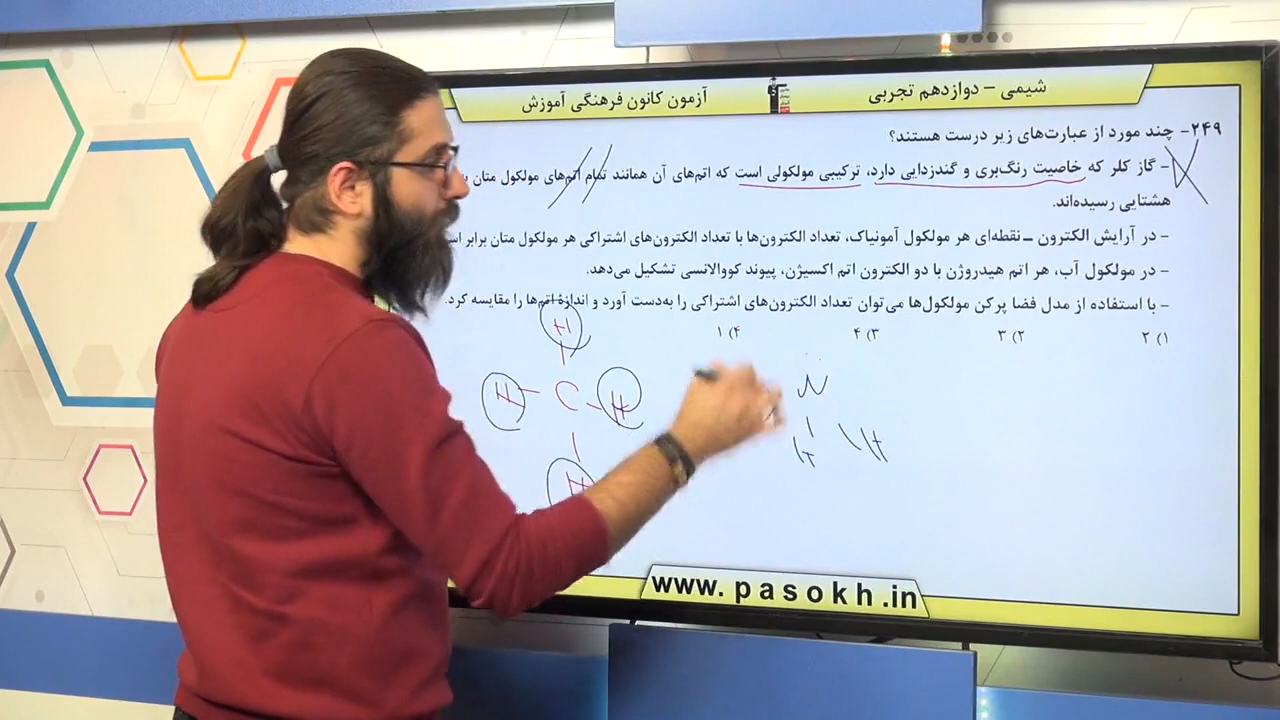 شیمی – دوازدهم تجربی
آزمون کانون فرهنگی آموزش
۲۴۹- چند مورد از عبارت‌های زیر درست هستند؟
– گاز کلر که خاصیت رنگ‌بری و گندزدایی دارد، ترکیبی مولکولی است که اتم‌های آن همانند تمام اتم‌های مولکول متان
هشتایی رسیده‌اند.
– در آرایش الکترون – نقطه‌ای هر مولکول آمونیاک، تعداد الکترون‌ها با تعداد الکترون‌های اشتراکی هر مولکول متان برابر
– در مولکول آب، هر اتم هیدروژن با دو الکترون اتم اکسیژن، پیوند کووالانسی تشکیل می‌دهد.
– با استفاده از مدل فضا پرکن مولکول‌ها می‌توان تعداد الکترون‌های اشتراکی را به‌دست آورد و اندازهٔ اتم‌ها را مقایسه کرد.
۱) ۲ ۲) ۳ ۳) ۴ ۴) ۱
H
H C H
H
N
H H
www.pasokh.in